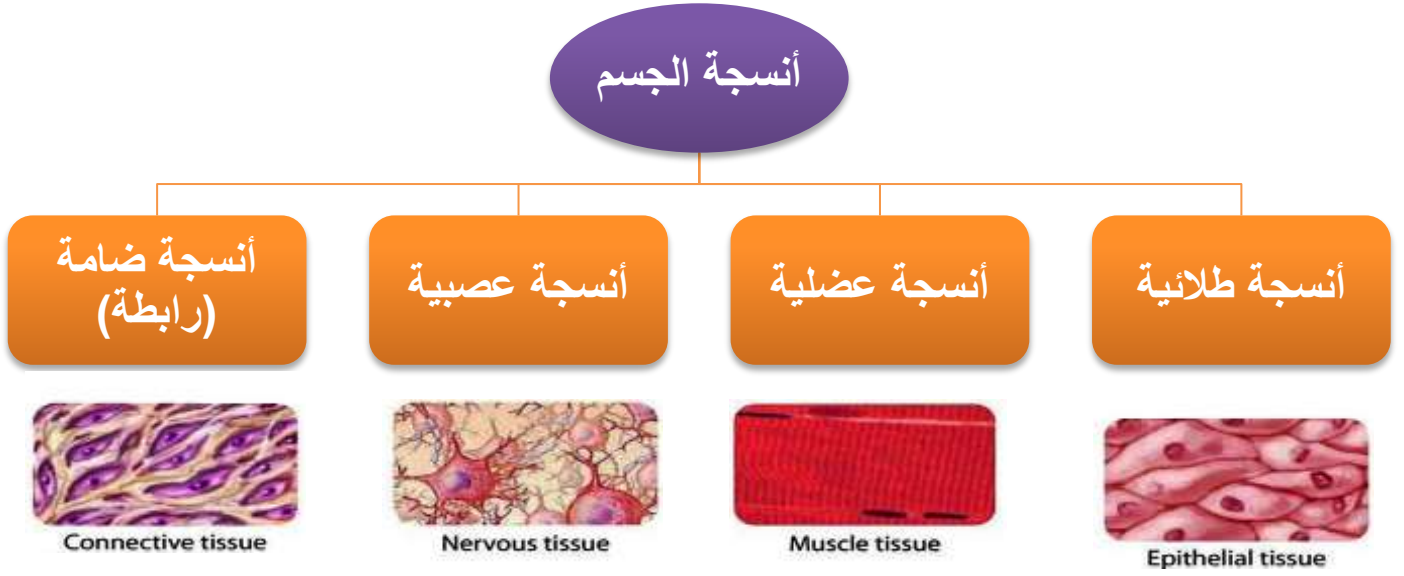 أنسجة الجسم
أنسجة طلائية
أنسجة عضلية
أنسجة عصبية
أنسجة ضامة
(رابطة)
Epithelial tissue
Muscle tissue
Nervous tissue
Connective tissue